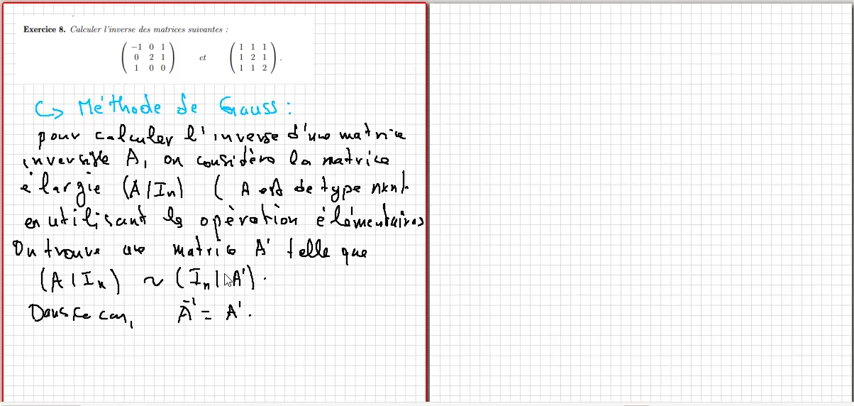 Exercice 8. Calculer l'inverse des matrices suivantes :
( -1 0 1 ) ( 1 1 1 )
( 0 2 1 ) et ( 1 2 1 ) .
( 1 0 0 ) ( 1 1 2 )
↪ Méthode de Gauss :
pour calculer l'inverse d'une matrice
inversible A, on considère la matrice
élargie (A | In) ( A est de type nxn)
en utilisant les opération élémentaires
On trouve une matrice A' telle que
(A | In) ~ (In | A') .
Dans ce cas, A⁻¹ = A' .